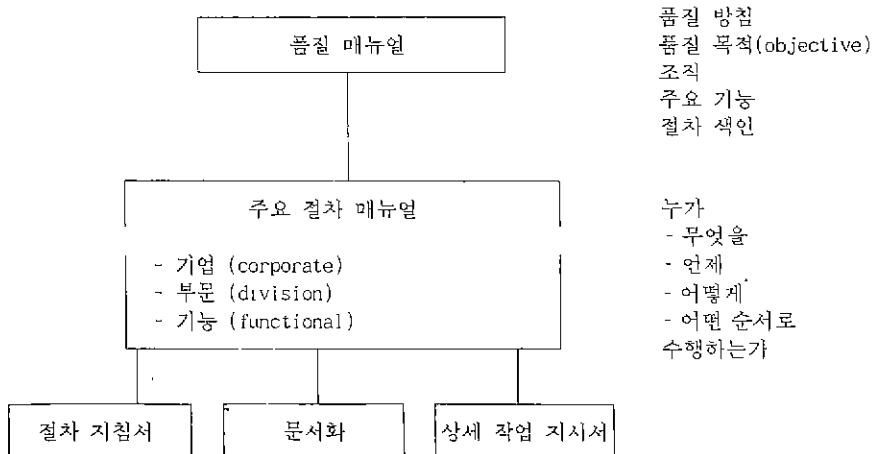 품질 매뉴얼
품질 방침
품질 목적(objective)
조직
주요 기능
절차 색인
주요 절차 매뉴얼
- 기업 (corporate)
- 부문 (division)
- 기능 (functional)
누가
- 무엇을
- 언제
- 어떻게
- 어떤 순서로
수행하는가
절차 지침서
문서화
상세 작업 지시서